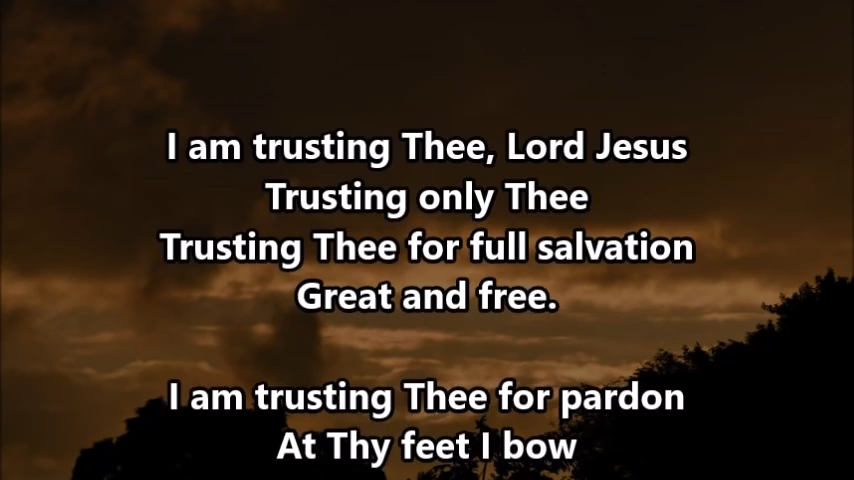 I am trusting Thee, Lord Jesus
Trusting only Thee
Trusting Thee for full salvation
Great and free.
I am trusting Thee for pardon
At Thy feet I bow